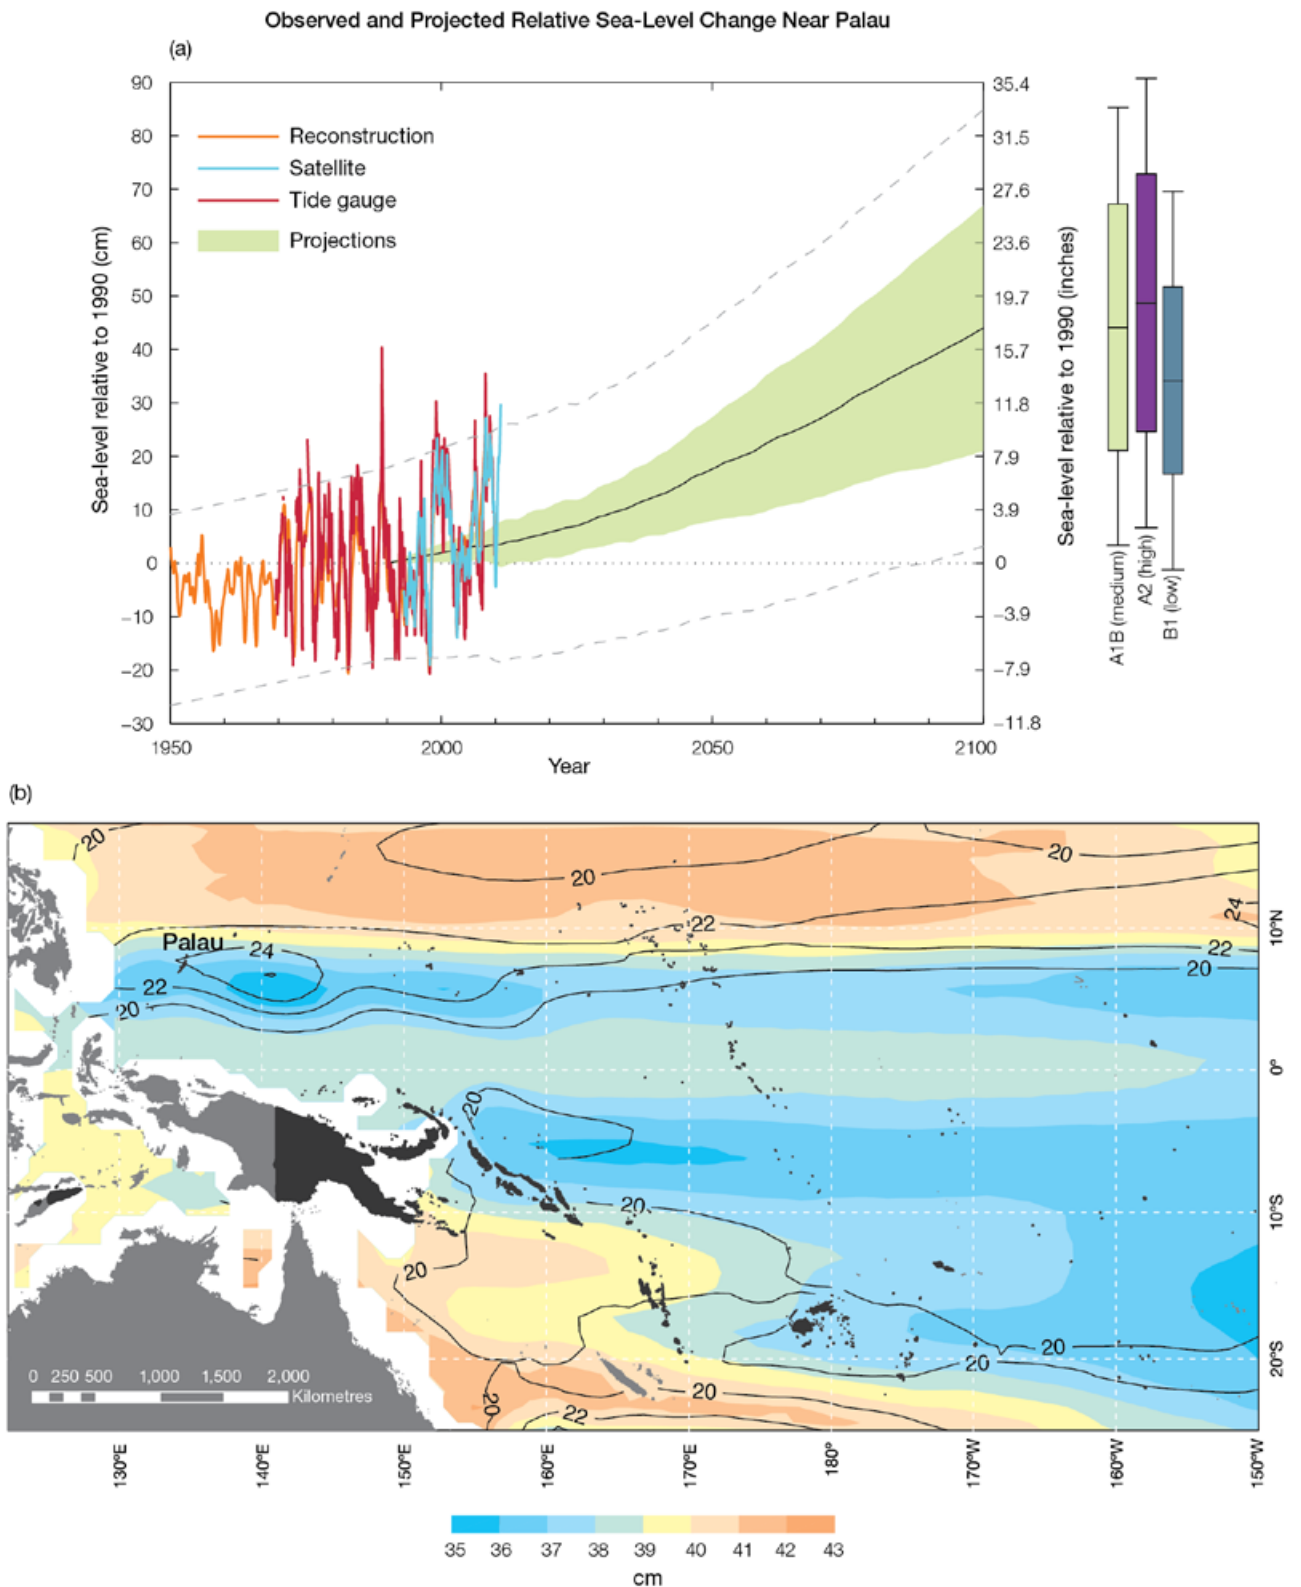 Observed and Projected Relative Sea-Level Change Near Palau
(a)
90
80
70
60
50
40
30
20
10
0
−10
−20
−30
Sea-level relative to 1990 (cm)
Reconstruction
Satellite
Tide gauge
Projections
35.4
31.5
27.6
23.6
19.7
15.7
11.8
7.9
3.9
0
−3.9
−7.9
−11.8
Sea-level relative to 1990 (inches)
A1B (medium)
A2 (high)
B1 (low)
1950
2000
2050
2100
Year
(b)
20
20
20
24
22
Palau
24
22
20
22
20
20
20
20
20
20
20
20
22
10°N
0°
10°S
20°S
0 250 500 1,000 1,500 2,000
Kilometres
130°E
140°E
150°E
160°E
170°E
180°
170°W
160°W
150°W
35 36 37 38 39 40 41 42 43
cm